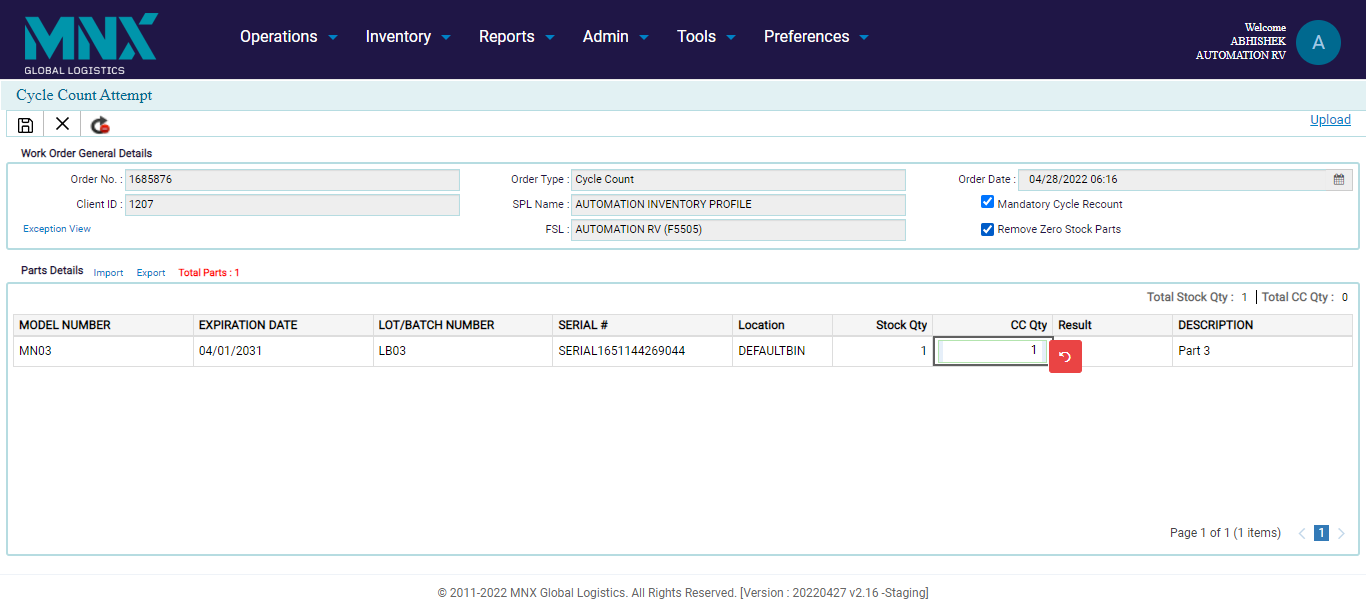 MNX
GLOBAL LOGISTICS
Operations Inventory Reports Admin Tools Preferences
Welcome
ABHISHEK
AUTOMATION RV
A
Cycle Count Attempt
Upload
Work Order General Details
Order No. : 1685876 Order Type : Cycle Count Order Date : 04/28/2022 06:16
Client ID : 1207 SPL Name : AUTOMATION INVENTORY PROFILE Mandatory Cycle Recount
Exception View FSL : AUTOMATION RV (F5505) Remove Zero Stock Parts
Parts Details Import Export Total Parts : 1
Total Stock Qty : 1 Total CC Qty : 0
MODEL NUMBER EXPIRATION DATE LOT/BATCH NUMBER SERIAL # Location Stock Qty CC Qty Result DESCRIPTION
MN03 04/01/2031 LB03 SERIAL1651144269044 DEFAULTBIN 1 1 Part 3
Page 1 of 1 (1 items) 1
© 2011-2022 MNX Global Logistics. All Rights Reserved. [Version : 20220427 v2.16 -Staging]